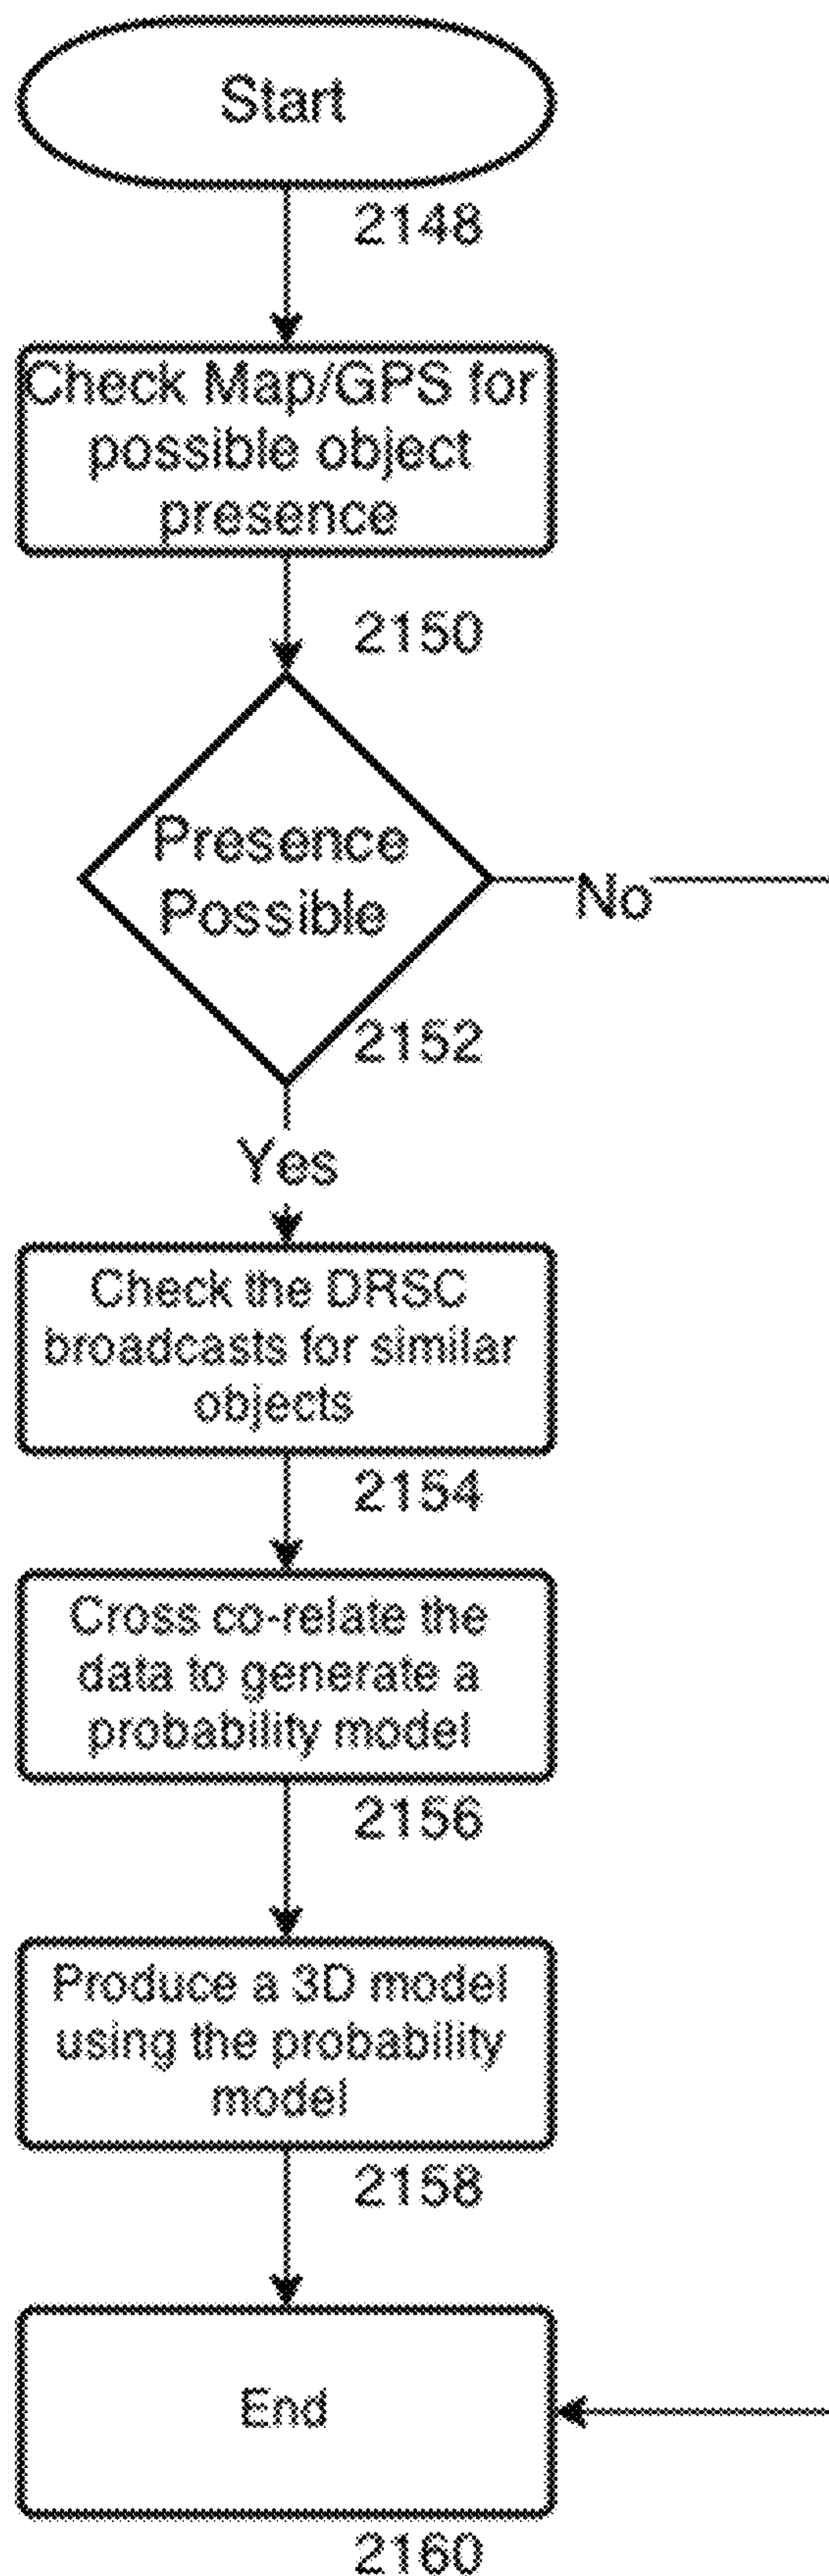 Start
2148
Check Map/GPS for
possible object
presence
2150
Presence
Possible
No
2152
Yes
Check the DRSC
broadcasts for similar
objects
2154
Cross co-relate the
data to generate a
probability model
2156
Produce a 3D model
using the probability
model
2158
End
2160